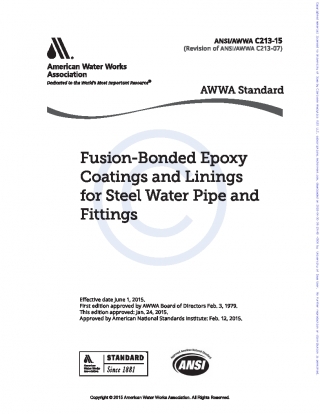 ANSI/AWWA C213-15
(Revision of ANSI/AWWA C213-07)
American Water Works
Association
Dedicated to the World's Most Important Resource®
AWWA Standard
Fusion-Bonded Epoxy
Coatings and Linings
for Steel Water Pipe and
Fittings
Effective date June 1, 2015.
First edition approved by AWWA Board of Directors Feb. 3, 1979.
This edition approved: Jan. 24, 2015.
Approved by American National Standards Institute: Feb. 12, 2015.
American
Water Works
Association
STANDARD
Since 1881
ANSI
Copyright © 2015 American Water Works Association. All Rights Reserved.